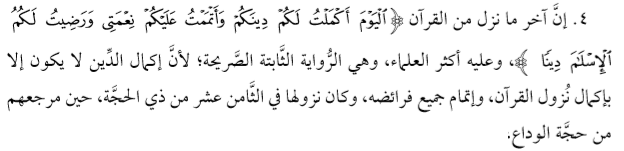 ٤. إنَّ آخر ما نزل من القرآن ﴿ٱلۡيَوۡمَ أَكۡمَلۡتُ لَكُمۡ دِينَكُمۡ وَأَتۡمَمۡتُ عَلَيۡكُمۡ نِعۡمَتِي وَرَضِيتُ لَكُمُ
ٱلۡإِسۡلَٰمَ دِينٗا﴾، وعليه أكثر العلماء، وهي الرُّواية الثَّابتة الصَّريحة؛ لأنَّ إكمال الدِّين لا يكون إلا
بإكمال نُزول القرآن، وإتمام جميع فرائضه، وكان نزولها في الثَّامن عشر من ذي الحجَّة، حين مرجعهم
من حجَّة الوداع.